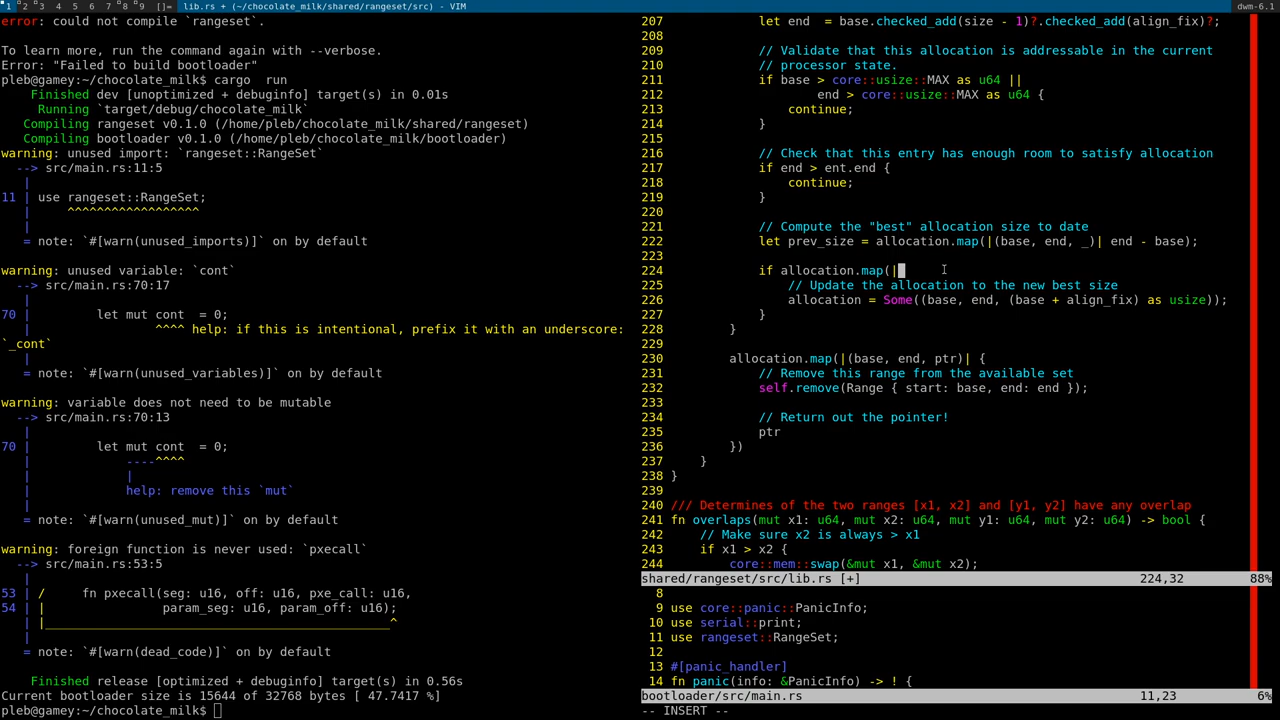 1 2 3 4 5 6 7 8 9 []= lib.rs + (~/chocolate_milk/shared/rangeset/src) - VIM dwm-6.1
error: could not compile `rangeset`.
To learn more, run the command again with --verbose.
Error: "Failed to build bootloader"
pleb@gamey:~/chocolate_milk$ cargo  run
    Finished dev [unoptimized + debuginfo] target(s) in 0.01s
     Running `target/debug/chocolate_milk`
   Compiling rangeset v0.1.0 (/home/pleb/chocolate_milk/shared/rangeset)
   Compiling bootloader v0.1.0 (/home/pleb/chocolate_milk/bootloader)
warning: unused import: `rangeset::RangeSet`
  --> src/main.rs:11:5
   |
11 | use rangeset::RangeSet;
   |     ^^^^^^^^^^^^^^^^^^
   |
   = note: `#[warn(unused_imports)]` on by default
warning: unused variable: `cont`
  --> src/main.rs:70:17
   |
70 |         let mut cont  = 0;
   |                 ^^^^ help: if this is intentional, prefix it with an underscore:
`_cont`
   |
   = note: `#[warn(unused_variables)]` on by default
warning: variable does not need to be mutable
  --> src/main.rs:70:13
   |
70 |         let mut cont  = 0;
   |             ----^^^^
   |             |
   |             help: remove this `mut`
   |
   = note: `#[warn(unused_mut)]` on by default
warning: foreign function is never used: `pxecall`
  --> src/main.rs:53:5
   |
53 | /     fn pxecall(seg: u16, off: u16, pxe_call: u16,
54 | |                param_seg: u16, param_off: u16);
   | |_______________________________________________^
   |
   = note: `#[warn(dead_code)]` on by default
    Finished release [optimized + debuginfo] target(s) in 0.56s
Current bootloader size is 15644 of 32768 bytes [ 47.7417 %]
pleb@gamey:~/chocolate_milk$
207             let end  = base.checked_add(size - 1)?.checked_add(align_fix)?;
208
209             // Validate that this allocation is addressable in the current
210             // processor state.
211             if base > core::usize::MAX as u64 ||
212                     end > core::usize::MAX as u64 {
213                 continue;
214             }
215
216             // Check that this entry has enough room to satisfy allocation
217             if end > ent.end {
218                 continue;
219             }
220
221             // Compute the "best" allocation size to date
222             let prev_size = allocation.map(|(base, end, _)| end - base);
223
224             if allocation.map(|
225                 // Update the allocation to the new best size
226                 allocation = Some((base, end, (base + align_fix) as usize));
227             }
228         }
229
230         allocation.map(|(base, end, ptr)| {
231             // Remove this range from the available set
232             self.remove(Range { start: base, end: end });
233
234             // Return out the pointer!
235             ptr
236         })
237     }
238 }
239
240 /// Determines of the two ranges [x1, x2] and [y1, y2] have any overlap
241 fn overlaps(mut x1: u64, mut x2: u64, mut y1: u64, mut y2: u64) -> bool {
242     // Make sure x2 is always > x1
243     if x1 > x2 {
244         core::mem::swap(&mut x1, &mut x2);
shared/rangeset/src/lib.rs [+] 224,32 88%
8
9 use core::panic::PanicInfo;
10 use serial::print;
11 use rangeset::RangeSet;
12
13 #[panic_handler]
14 fn panic(info: &PanicInfo) -> ! {
bootloader/src/main.rs 11,23 6%
-- INSERT --